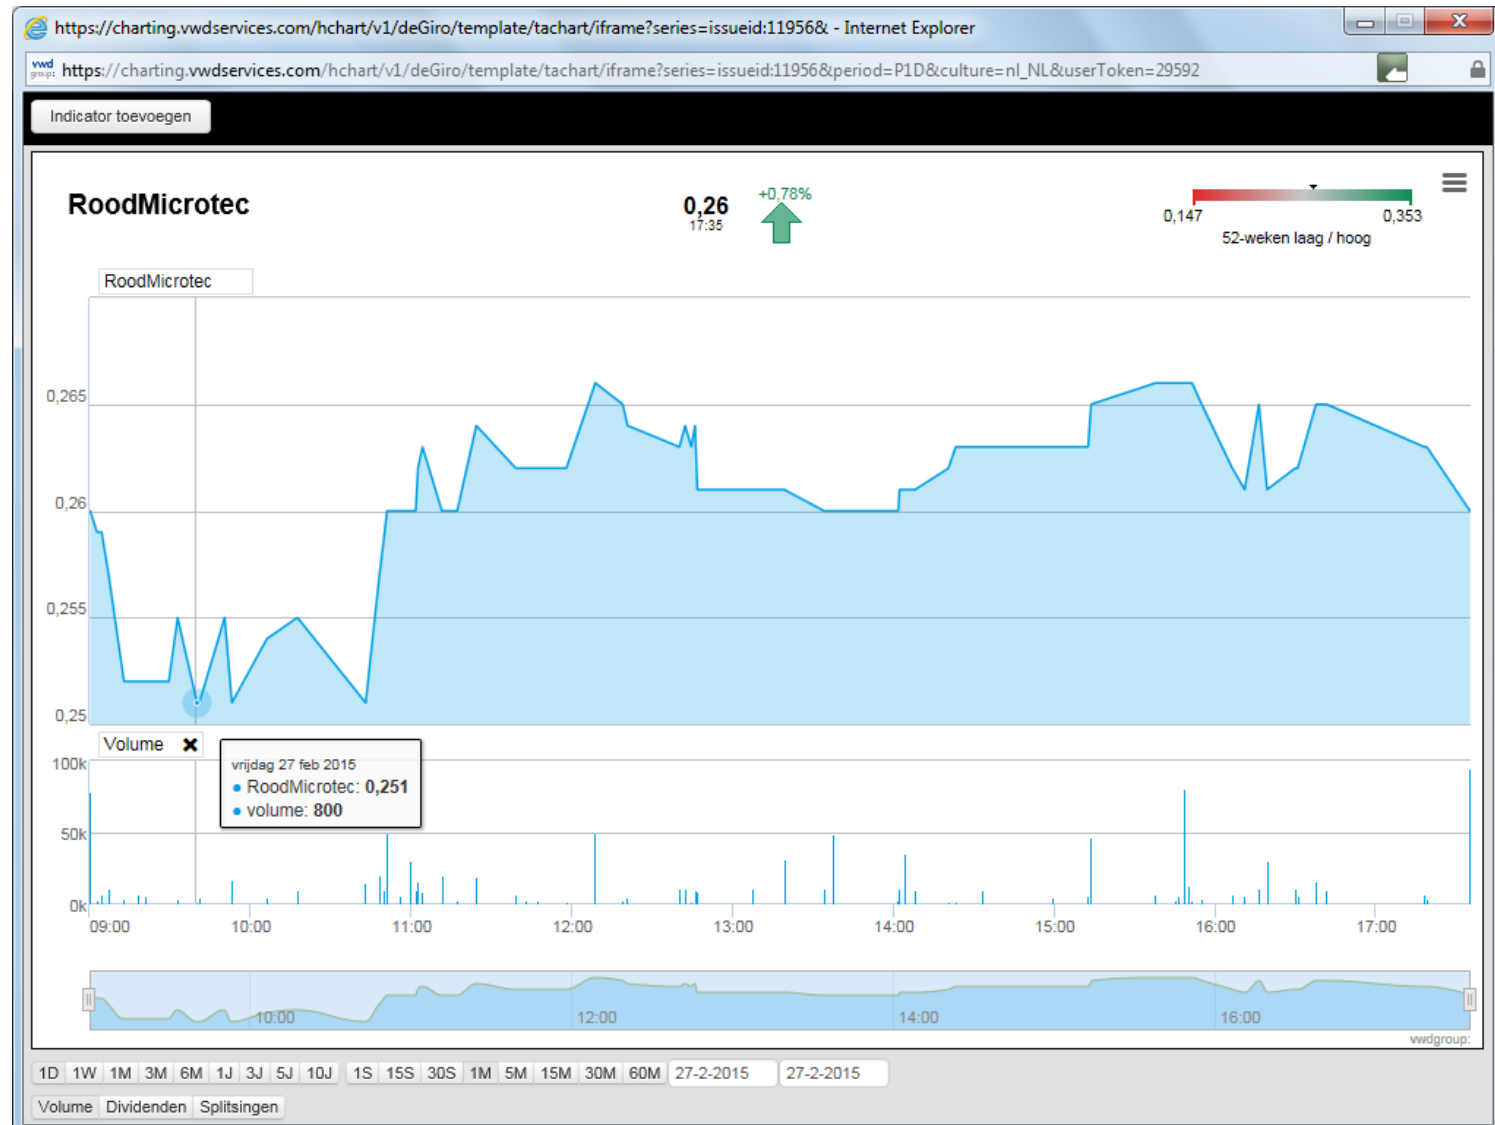 https://charting.vwdservices.com/hchart/v1/deGiro/template/tachart/iframe?series=issueid:11956& - Internet Explorer
vwd group: https://charting.vwdservices.com/hchart/v1/deGiro/template/tachart/iframe?series=issueid:11956&period=P1D&culture=nl_NL&userToken=29592
Indicator toevoegen
RoodMicrotec
0,26
17:35
+0,78%
0,147 0,353
52-weken laag / hoog
RoodMicrotec
0,265
0,26
0,255
0,25
Volume
vrijdag 27 feb 2015
RoodMicrotec: 0,251
volume: 800
100k
50k
0k
09:00 10:00 11:00 12:00 13:00 14:00 15:00 16:00 17:00
10:00 12:00 14:00 16:00
vwdgroup:
1D 1W 1M 3M 6M 1J 3J 5J 10J 1S 15S 30S 1M 5M 15M 30M 60M 27-2-2015 27-2-2015
Volume Dividenden Splitsingen